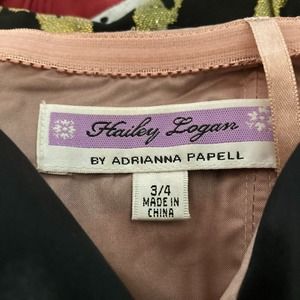 Hailey Logan
BY ADRIANNA PAPELL
3/4
MADE IN
CHINA